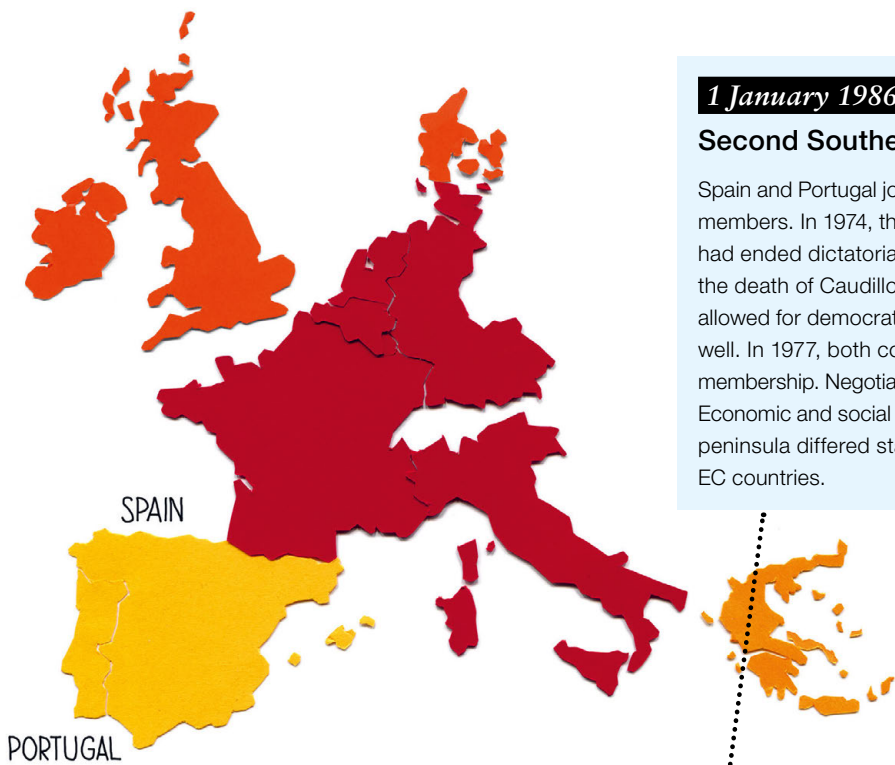 1 January 1986
Second Southe
Spain and Portugal jo
members. In 1974, th
had ended dictatorial
the death of Caudillo
allowed for democrat
well. In 1977, both co
membership. Negotia
Economic and social
peninsula differed sta
EC countries.
SPAIN
PORTUGAL